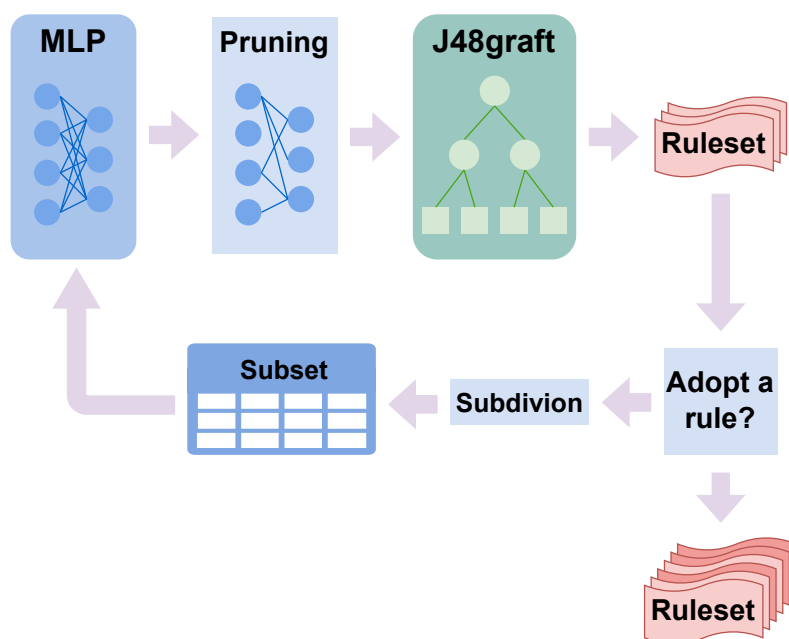 MLP
Pruning
J48graft
Ruleset
Adopt a
rule?
Subdivion
Subset
Ruleset